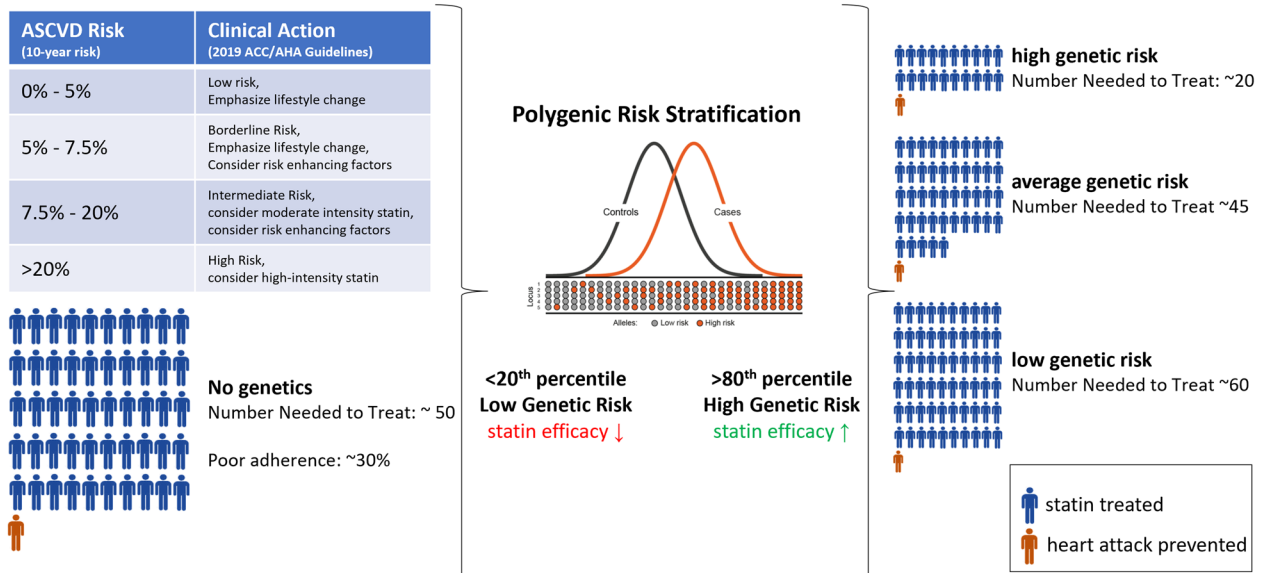 ASCVD Risk
(10-year risk)
Clinical Action
(2019 ACC/AHA Guidelines)
0% - 5%
Low risk,
Emphasize lifestyle change
5% - 7.5%
Borderline Risk,
Emphasize lifestyle change,
Consider risk enhancing factors
7.5% - 20%
Intermediate Risk,
consider moderate intensity statin,
consider risk enhancing factors
>20%
High Risk,
consider high-intensity statin
No genetics
Number Needed to Treat: ~ 50
Poor adherence: ~30%
Polygenic Risk Stratification
Controls
Cases
Locus
1
2
3
4
5
Alleles: Low risk High risk
<20th percentile
Low Genetic Risk
statin efficacy ↓
>80th percentile
High Genetic Risk
statin efficacy ↑
high genetic risk
Number Needed to Treat: ~20
average genetic risk
Number Needed to Treat ~45
low genetic risk
Number Needed to Treat ~60
statin treated
heart attack prevented